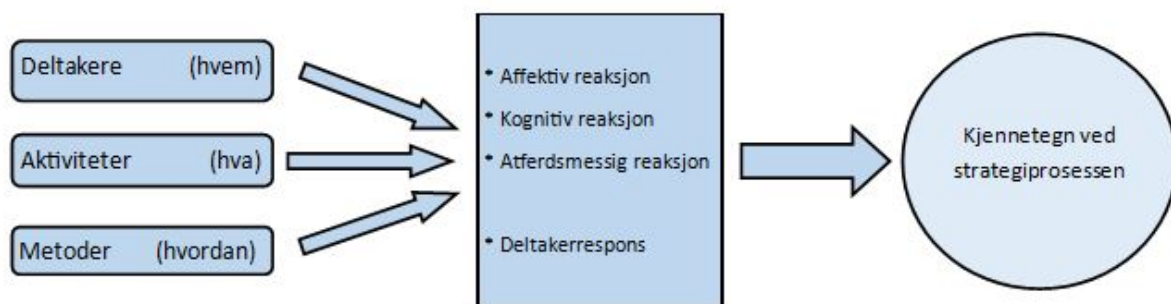 Deltakere (hvem)
Aktiviteter (hva)
Metoder (hvordan)
* Affektiv reaksjon
* Kognitiv reaksjon
* Atferdsmessig reaksjon
* Deltakerrespons
Kjennetegn ved
strategiprosessen